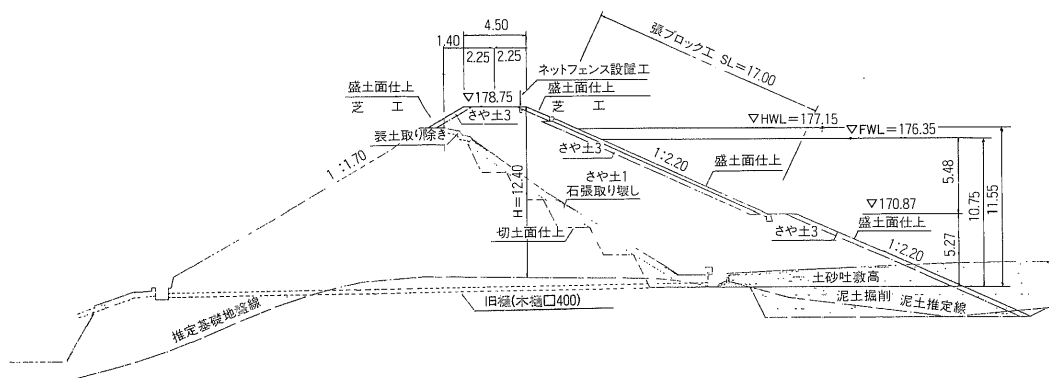 4.50
1.40
2.25
2.25
ネットフェンス設置工
張ブロック工 SL=17.00
盛土面仕上
芝 工
▽178.75
盛土面仕上
芝 工
さや土3
▽HWL=177.15
▽FWL=176.35
張土取り除き
さや土3
1:1.70
1:2.20
盛土面仕上
さや土1
石張取り壊し
H=12.40
5.48
10.75
11.55
▽170.87
切土面仕上
さや土3
盛土面仕上
1:2.20
5.27
土砂吐敷高
旧樋(木樋□400)
泥土掘削
泥土推定線
推定基礎地盤線